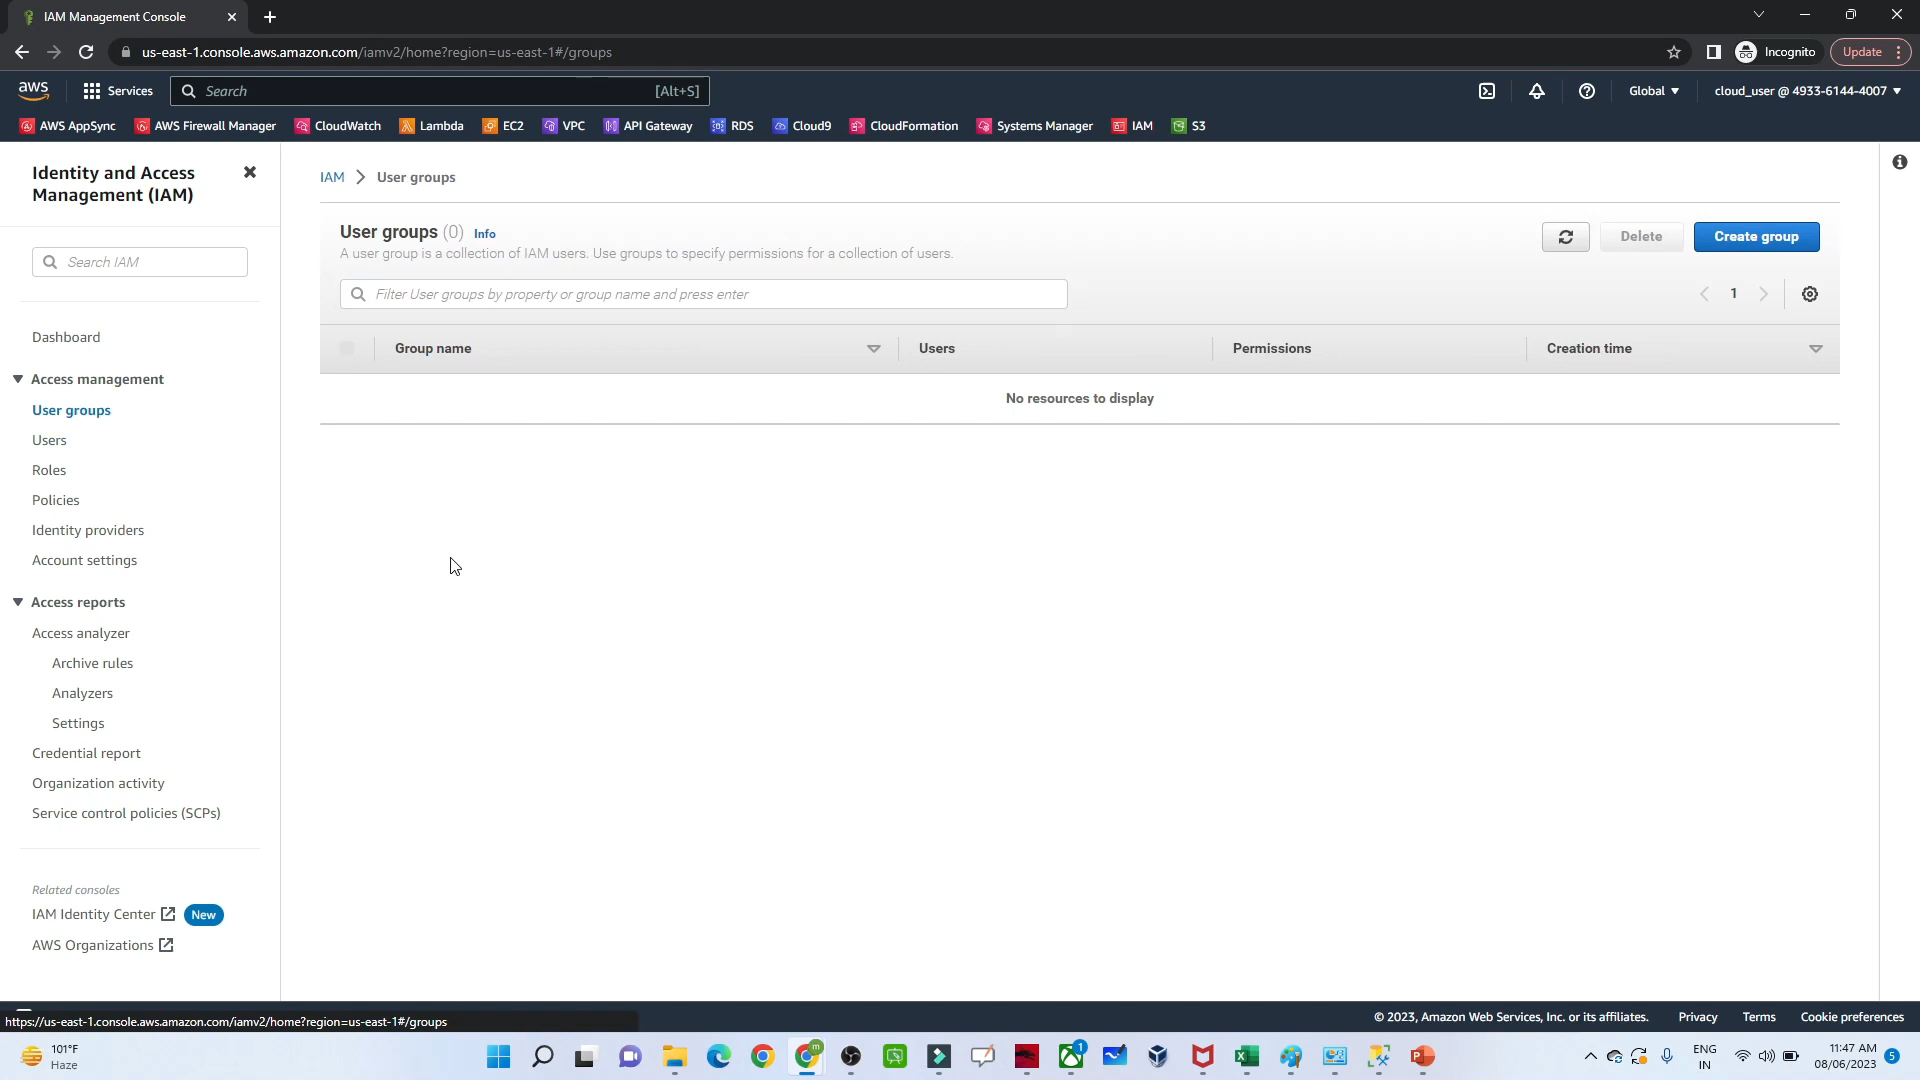 IAM Management Console
us-east-1.console.aws.amazon.com/iamv2/home?region=us-east-1#/groups
Incognito
Update
aws
Services
Search
[Alt+S]
Global
cloud_user @ 4933-6144-4007
AWS AppSync
AWS Firewall Manager
CloudWatch
Lambda
EC2
VPC
API Gateway
RDS
Cloud9
CloudFormation
Systems Manager
IAM
S3
Identity and Access
Management (IAM)
Search IAM
Dashboard
Access management
User groups
Users
Roles
Policies
Identity providers
Account settings
Access reports
Access analyzer
Archive rules
Analyzers
Settings
Credential report
Organization activity
Service control policies (SCPs)
Related consoles
IAM Identity Center
New
AWS Organizations
IAM > User groups
User groups (0) Info
A user group is a collection of IAM users. Use groups to specify permissions for a collection of users.
Delete
Create group
Filter User groups by property or group name and press enter
1
Group name
Users
Permissions
Creation time
No resources to display
https://us-east-1.console.aws.amazon.com/iamv2/home?region=us-east-1#/groups
© 2023, Amazon Web Services, Inc. or its affiliates.
Privacy
Terms
Cookie preferences
101°F
Haze
1
ENG
IN
11:47 AM
08/06/2023
5